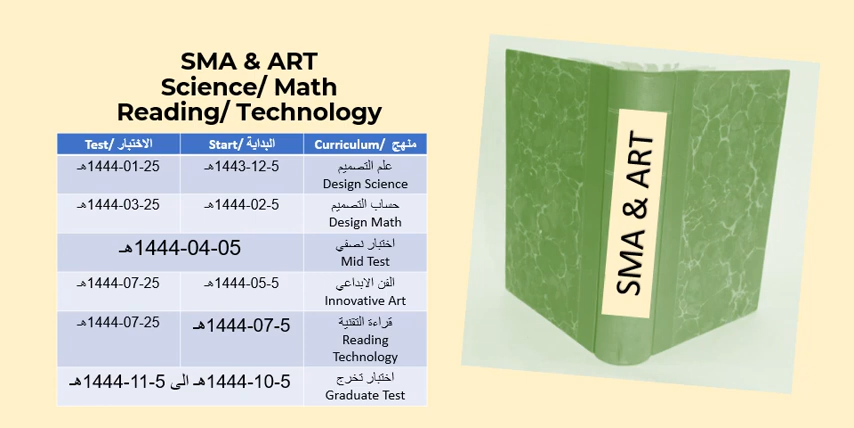 SMA & ART
Science/ Math
Reading/ Technology
منهج /Curriculum البداية /Start الاختبار /Test
علم التصميم 1443-12-5هـ 1444-01-25هـ
Design Science
حساب التصميم 1444-02-5هـ 1444-03-25هـ
Design Math
اختبار نصفي 1444-04-05هـ
Mid Test
الفن الابداعي 1444-05-5هـ 1444-07-25هـ
Innovative Art
قراءة التقنية 1444-07-5هـ 1444-07-25هـ
Reading
Technology
اختبار تخرج 1444-10-5هـ الى 1444-11-5هـ
Graduate Test
SMA & ART